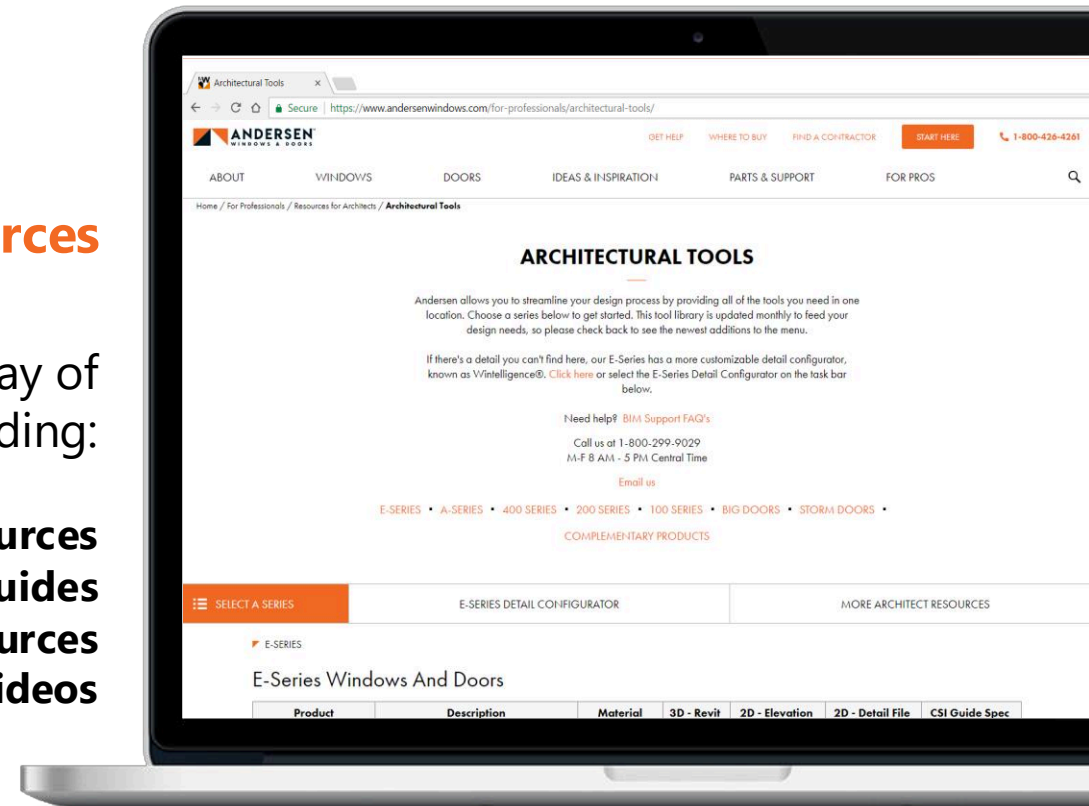 rces
ay of
ding:
urces
uides
urces
ideos
Architectural Tools
Secure | https://www.andersenwindows.com/for-professionals/architectural-tools/
ANDERSEN
WINDOWS & DOORS
GET HELP WHERE TO BUY FIND A CONTRACTOR START HERE 1-800-426-4261
ABOUT WINDOWS DOORS IDEAS & INSPIRATION PARTS & SUPPORT FOR PROS
Home / For Professionals / Resources for Architects / Architectural Tools
ARCHITECTURAL TOOLS
Andersen allows you to streamline your design process by providing all of the tools you need in one
location. Choose a series below to get started. This tool library is updated monthly to feed your
design needs, so please check back to see the newest additions to the menu.
If there's a detail you can't find here, our E-Series has a more customizable detail configurator,
known as Wintelligence®. Click here or select the E-Series Detail Configurator on the task bar
below.
Need help? BIM Support FAQ's
Call us at 1-800-299-9029
M-F 8 AM - 5 PM Central Time
Email us
E-SERIES • A-SERIES • 400 SERIES • 200 SERIES • 100 SERIES • BIG DOORS • STORM DOORS •
COMPLEMENTARY PRODUCTS
SELECT A SERIES E-SERIES DETAIL CONFIGURATOR MORE ARCHITECT RESOURCES
E-SERIES
E-Series Windows And Doors
Product Description Material 3D - Revit 2D - Elevation 2D - Detail File CSI Guide Spec